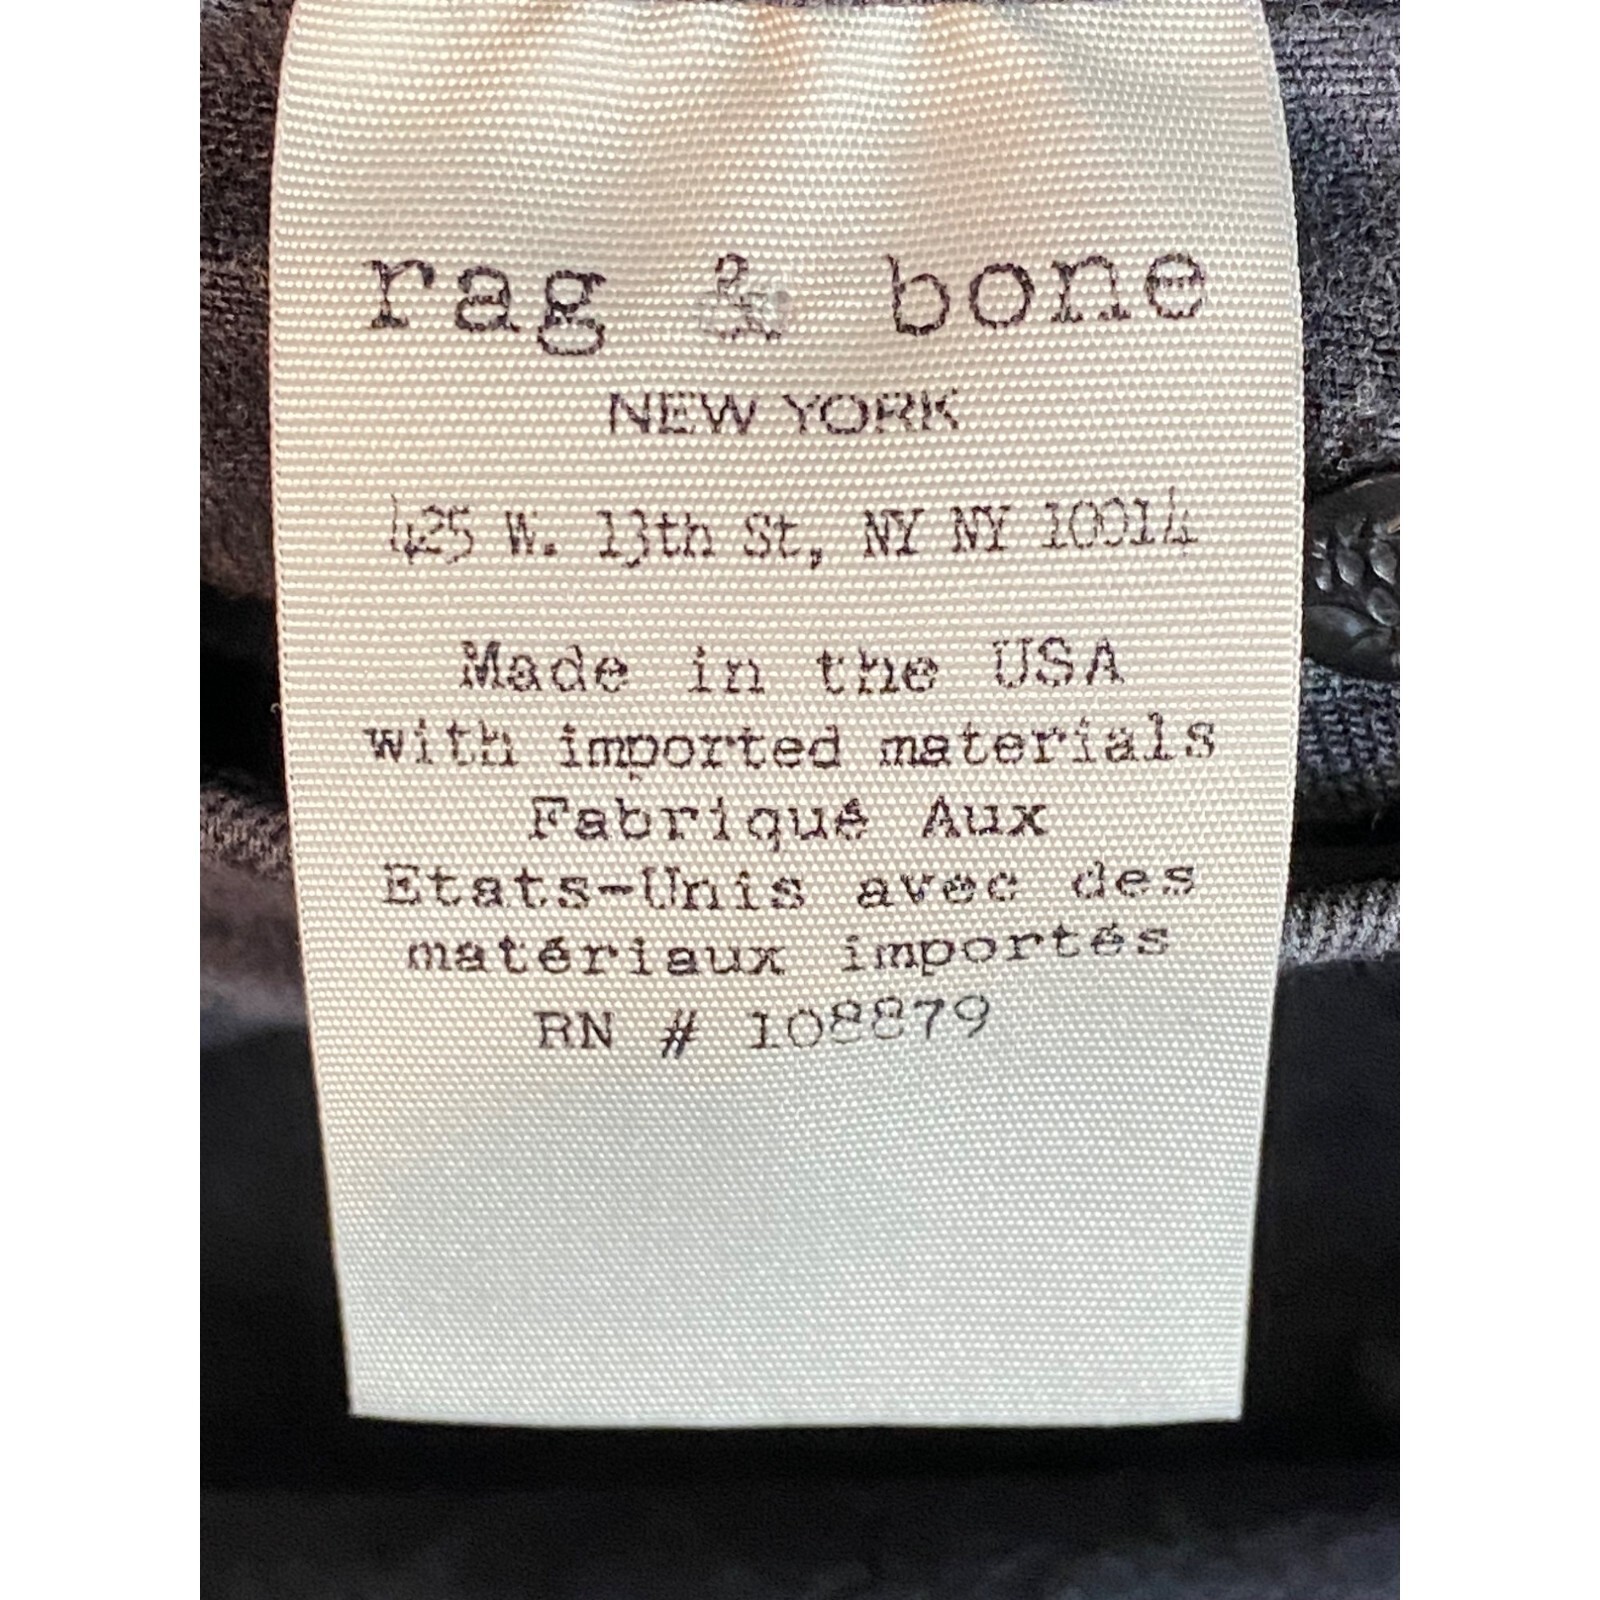 rag & bone
NEW YORK
425 W. 13th St, NY NY 10014
Made in the USA
with imported materials
Fabriqué Aux
Etats-Unis avec des
matériaux importés
RN # 108879